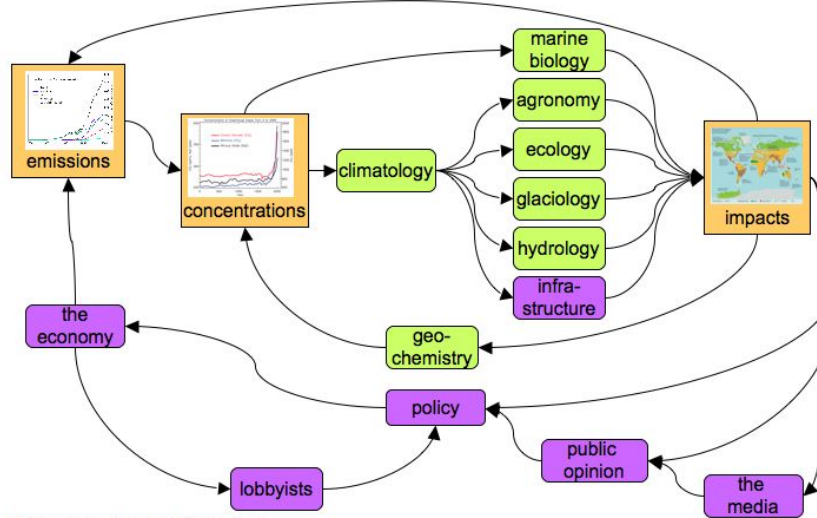 marine
biology
agronomy
emissions
ecology
climatology
glaciology
concentrations
impacts
hydrology
infra-
structure
the
economy
geo-
chemistry
policy
public
opinion
lobbyists
the
media